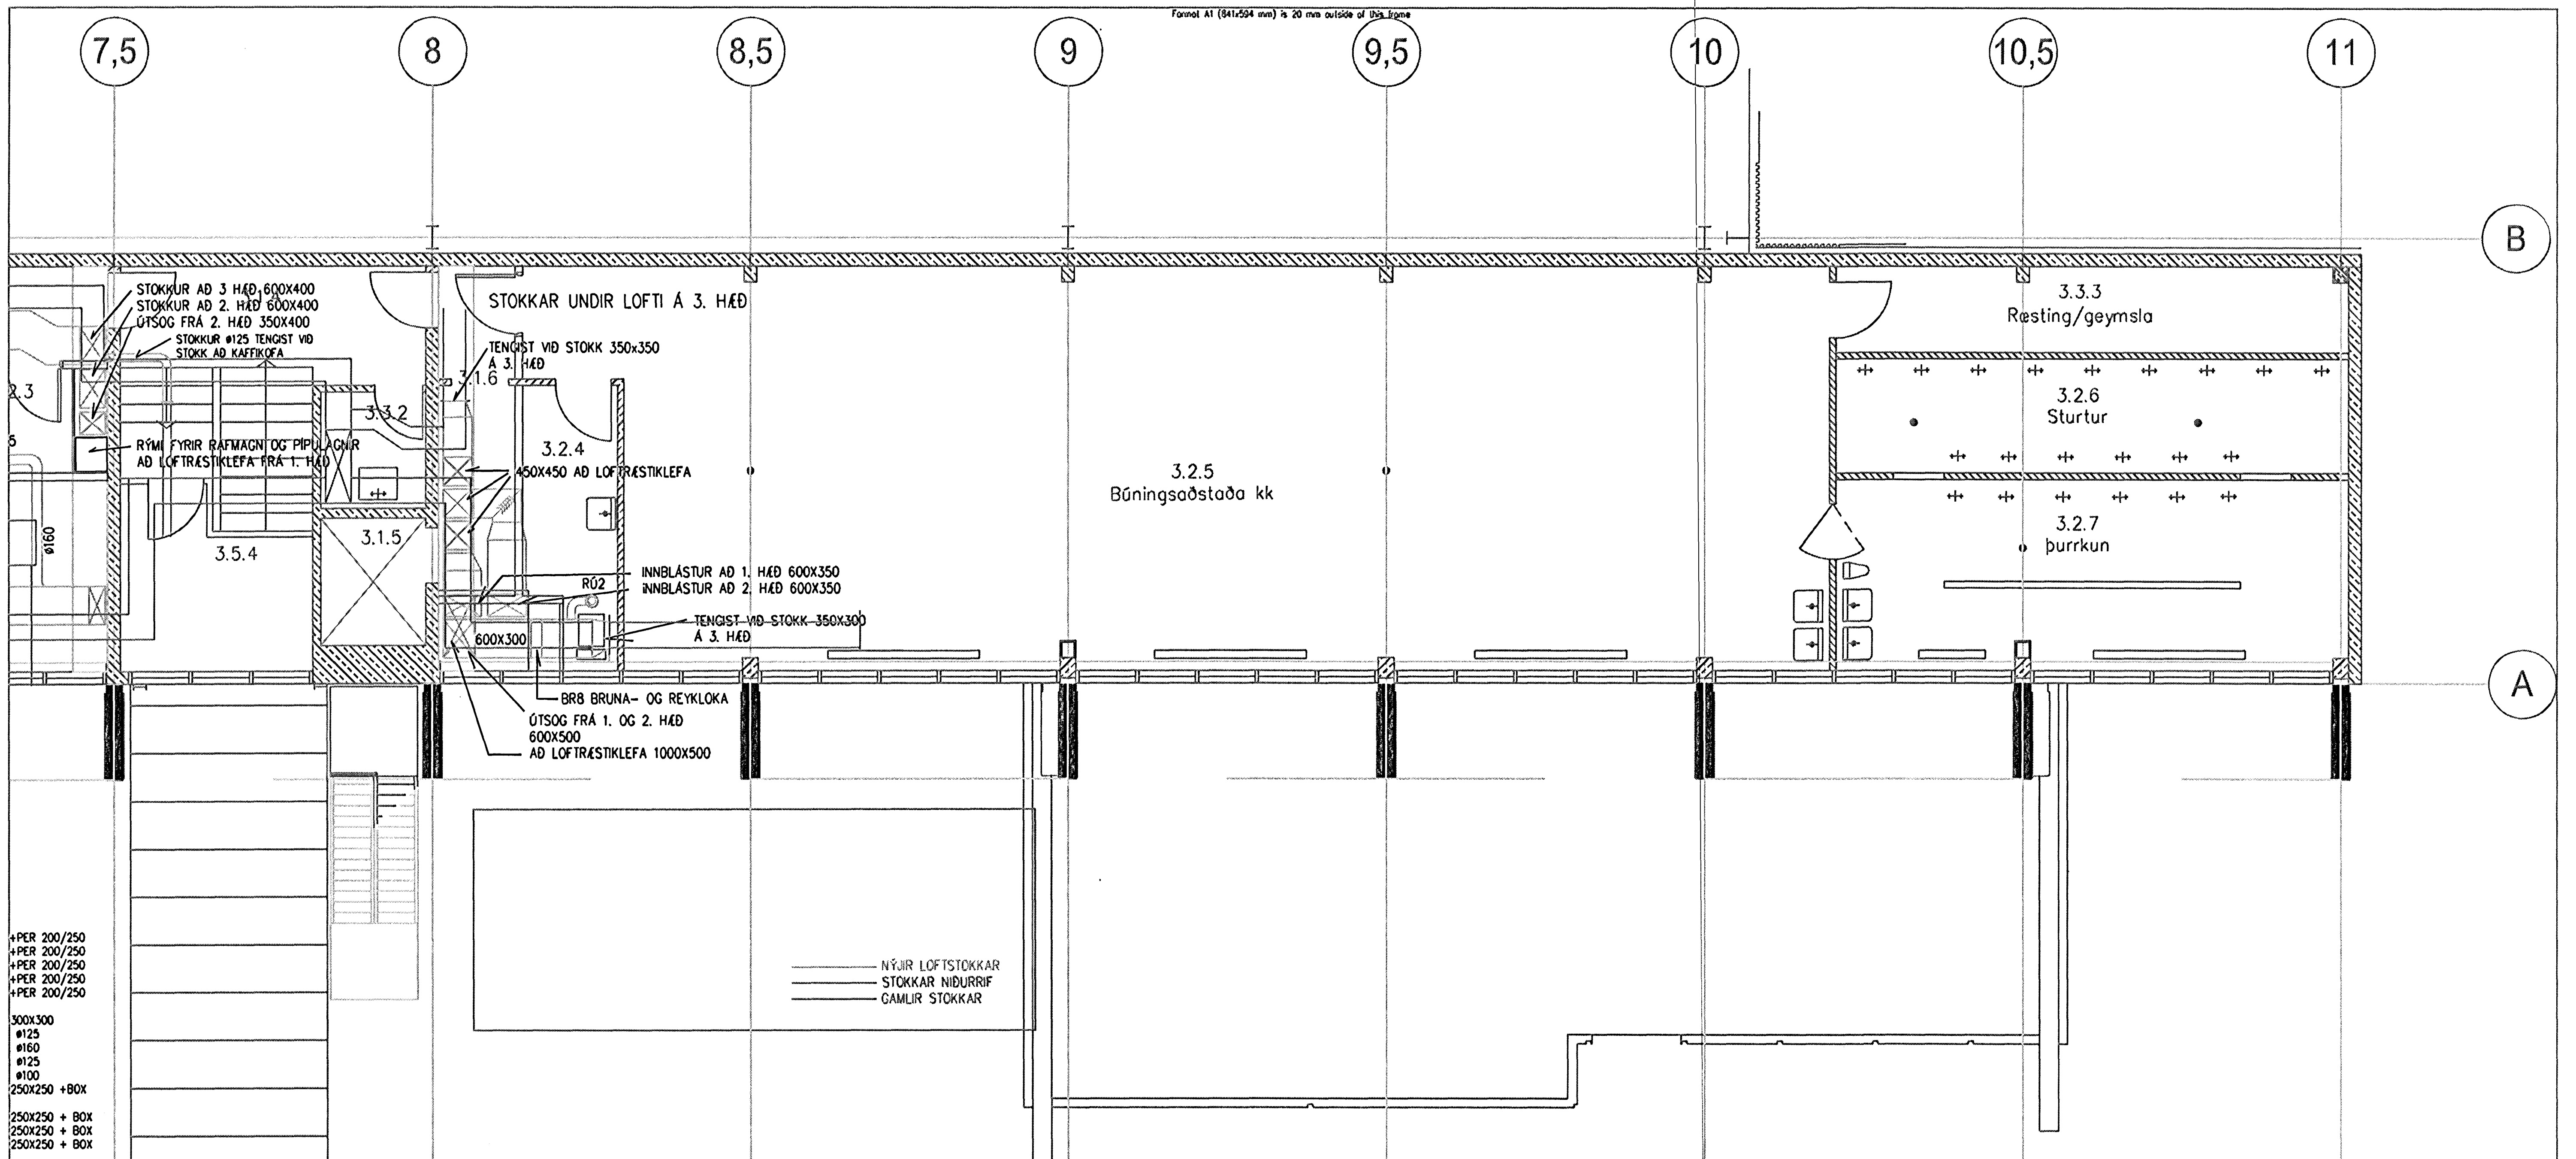 Format A1 (841x594 mm) is 20 mm outside of this frame
7,5
8
8,5
9
9,5
10
10,5
11
B
STOKKUR AÐ 3 HÆÐ 600X400
STOKKUR AÐ 2. HÆÐ 600X400
ÚTSOG FRÁ 2. HÆÐ 350X400
STOKKUR ø125 TENGIST VIÐ
STOKK AÐ KAFFIKOFA
STOKKAR UNDIR LOFTI Á 3. HÆÐ
TENGIST VIÐ STOKK 350x350
Á 3. HÆÐ
3.1.6
2.3
3.3.2
3.3.3
Ræsting/geymsla
3.2.6
Sturtur
RÝMI FYRIR RAFMAGN OG PÍPULAGNIR
AÐ LOFTRÆSTIKLEFA FRÁ 1. HÆÐ
3.2.4
450X450 AÐ LOFTRÆSTIKLEFA
3.2.5
Búningsaðstaða kk
3.2.7
þurrkun
ø160
3.5.4
3.1.5
INNBLÁSTUR AÐ 1. HÆÐ 600X350
INNBLÁSTUR AÐ 2. HÆÐ 600X350
RÚ2
TENGIST VIÐ STOKK 350X300
Á 3. HÆÐ
600X300
A
BR8 BRUNA- OG REYKLOKA
ÚTSOG FRÁ 1. OG 2. HÆÐ
600X500
AÐ LOFTRÆSTIKLEFA 1000X500
+PER 200/250
+PER 200/250
+PER 200/250
+PER 200/250
+PER 200/250
300X300
ø125
ø160
ø125
ø100
250X250 +BOX
250X250 + BOX
250X250 + BOX
250X250 + BOX
NÝJIR LOFTSTOKKAR
STOKKAR NIÐURRIF
GAMLIR STOKKAR